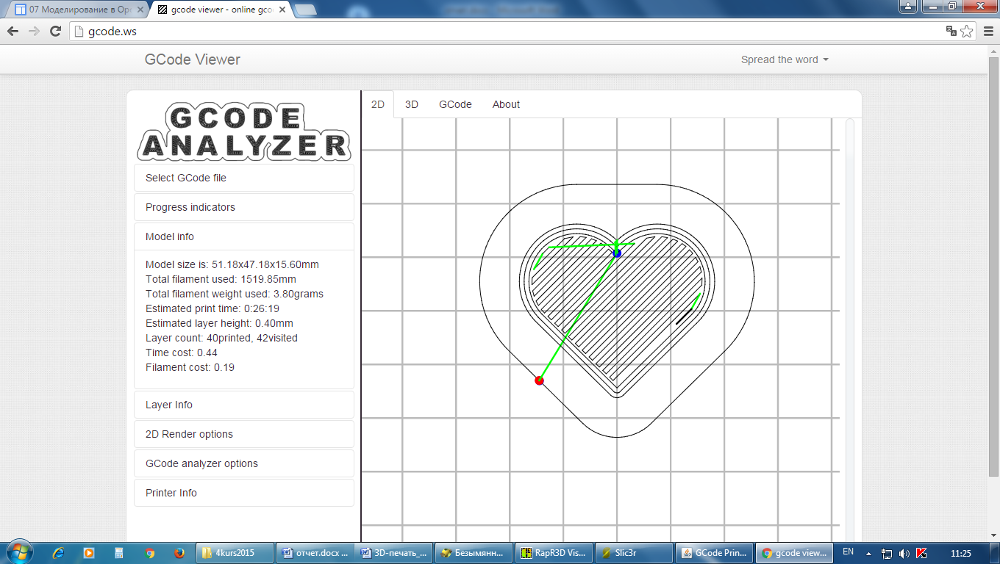 07 Моделирование в Оре
gcode viewer - online gco
gcode.ws
GCode Viewer
Spread the word
GCODE
ANALYZER
2D
3D
GCode
About
Select GCode file
Progress indicators
Model info
Model size is: 51.18x47.18x15.60mm
Total filament used: 1519.85mm
Total filament weight used: 3.80grams
Estimated print time: 0:26:19
Estimated layer height: 0.40mm
Layer count: 40printed, 42visited
Time cost: 0.44
Filament cost: 0.19
Layer Info
2D Render options
GCode analyzer options
Printer Info
4kurs2015
отчет.docx ...
3D-печать_...
Безымянн...
RapR3D Vis...
Slic3r
GCode Prin...
gcode view...
EN
11:25